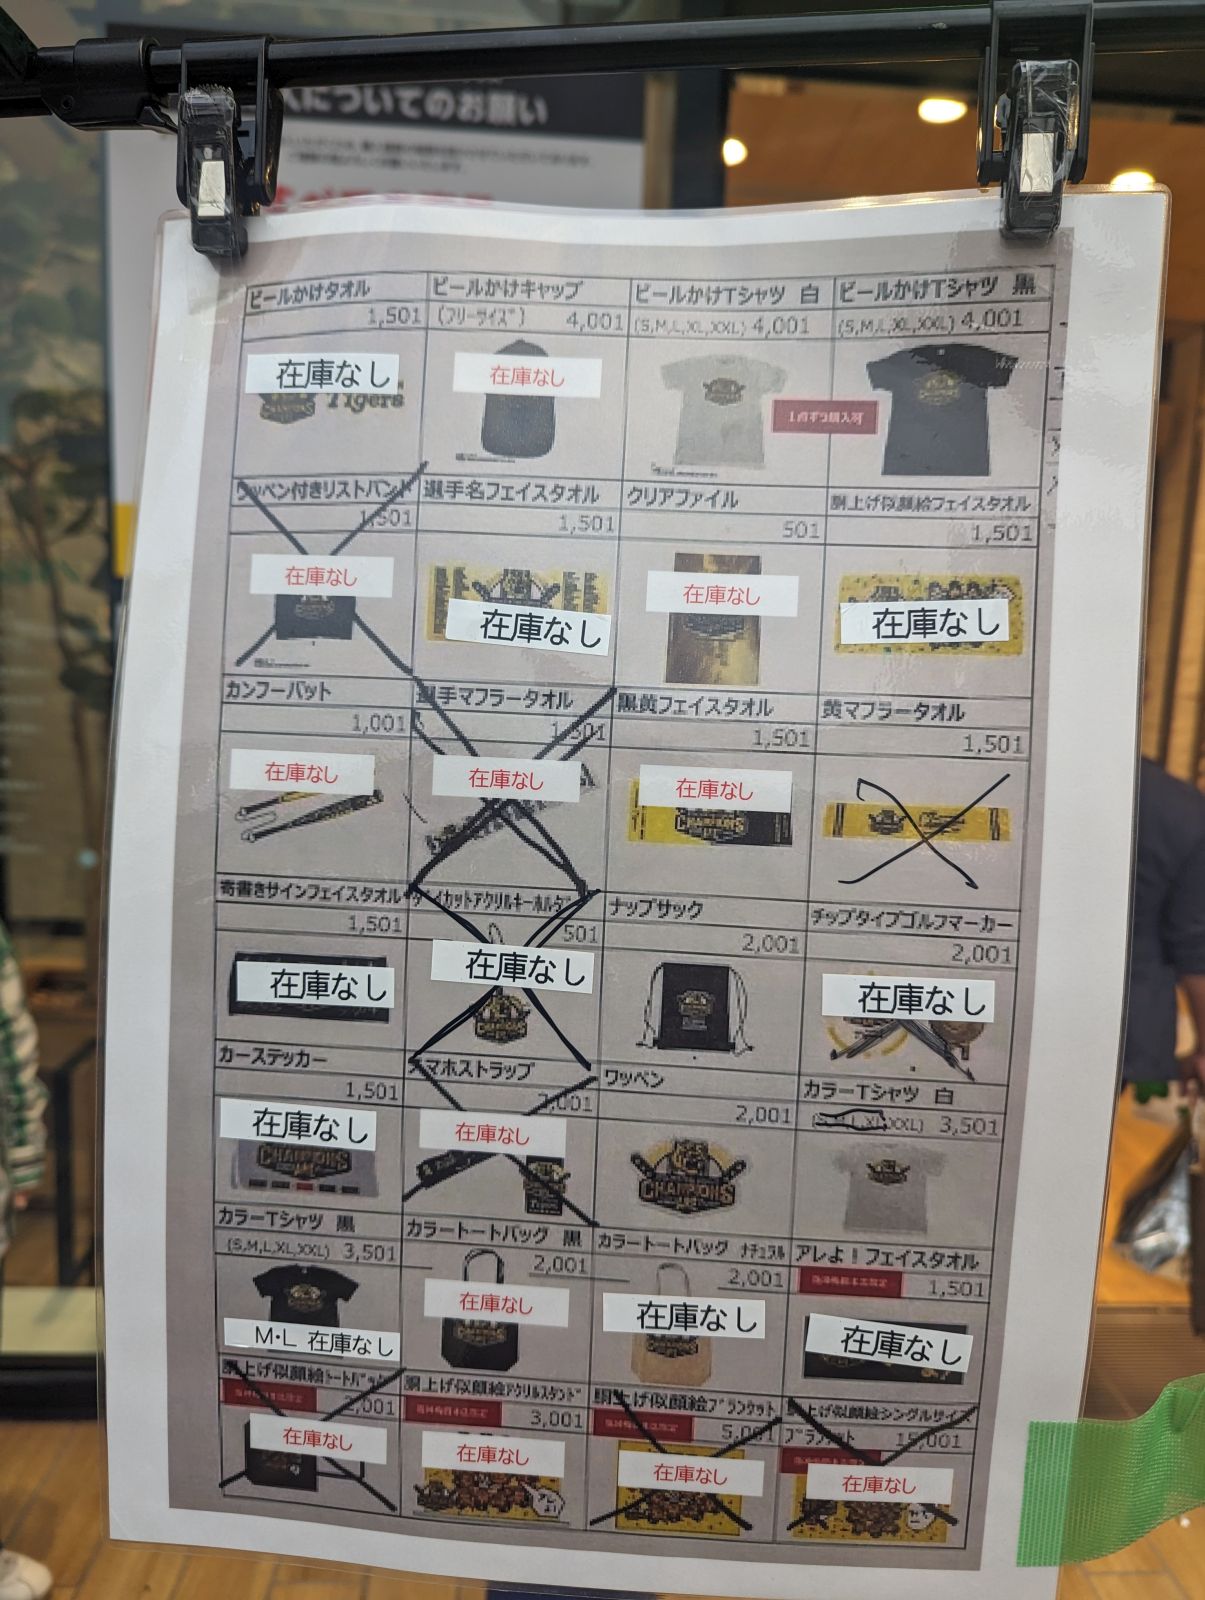 についてのお願い
ビールかけタオル
1,501
在庫なし
Tigers
ビールかけキャップ
(フリーサイズ) 4,001
在庫なし
ビールかけTシャツ 白
(S,M,L,XL,XXL) 4,001
ビールかけTシャツ 黒
(S,M,L,XL,XXL) 4,001
ワッペン付きリストバンド
1,501
在庫なし
選手名フェイスタオル
1,501
在庫なし
クリアファイル
501
在庫なし
胴上げ似顔絵フェイスタオル
1,501
在庫なし
カンフーバット
1,001
在庫なし
選手マフラータオル
1,501
在庫なし
黒黄フェイスタオル
1,501
在庫なし
CHAMPIONS
黄マフラータオル
1,501
寄書きサインフェイスタオル
1,501
在庫なし
ダイカットアクリルキーホルダー
501
在庫なし
ナップサック
2,001
チップタイプゴルフマーカー
2,001
在庫なし
カーステッカー
1,501
在庫なし
CHAMPIONS
スマホストラップ
2,001
在庫なし
ワッペン
2,001
CHAMPIONS
カラーTシャツ 白
(S,M,L,XL,XXL) 3,501
カラーTシャツ 黒
(S,M,L,XL,XXL) 3,501
M・L 在庫なし
カラートートバッグ 黒
2,001
在庫なし
カラートートバッグ ナチュラル
2,001
在庫なし
アレよ!フェイスタオル
1,501
在庫なし
胴上げ似顔絵トートバッグ
2,001
在庫なし
胴上げ似顔絵アクリルスタンド
3,001
在庫なし
胴上げ似顔絵ブランケット
5,001
在庫なし
胴上げ似顔絵シングルサイズ
ブランケット 15,001
在庫なし